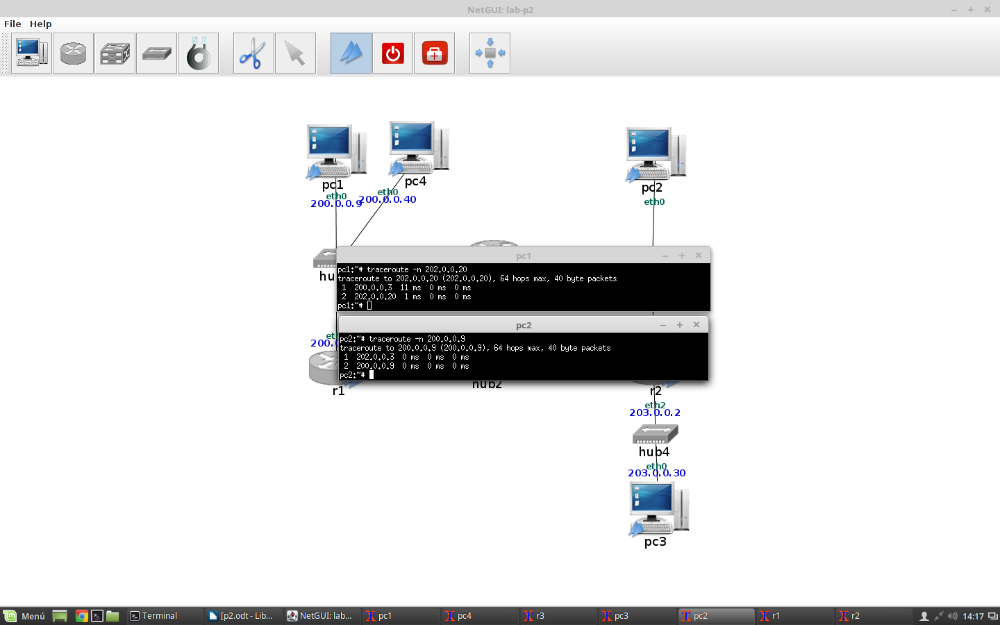 NetGUI: lab-p2
File Help
pc1
pc4
pc2
eth0
200.0.0.9
eth0
200.0.0.40
eth0
hu
pc1
pc1:~# traceroute -n 202.0.0.20
traceroute to 202.0.0.20 (202.0.0.20), 64 hops max, 40 byte packets
1 200.0.0.3 11 ms 0 ms 0 ms
2 202.0.0.20 1 ms 0 ms 0 ms
pc1:~#
pc2
pc2:~# traceroute -n 200.0.0.9
traceroute to 200.0.0.9 (200.0.0.9), 64 hops max, 40 byte packets
1 202.0.0.3 0 ms 0 ms 0 ms
2 200.0.0.9 0 ms 0 ms 0 ms
pc2:~#
et
200.
r1
hub2
r2
eth2
203.0.0.2
hub4
eth0
203.0.0.30
pc3
Menú Terminal [p2.odt - Lib... NetGUI: lab... pc1 pc4 r3 pc3 pc2 r1 r2 14:17